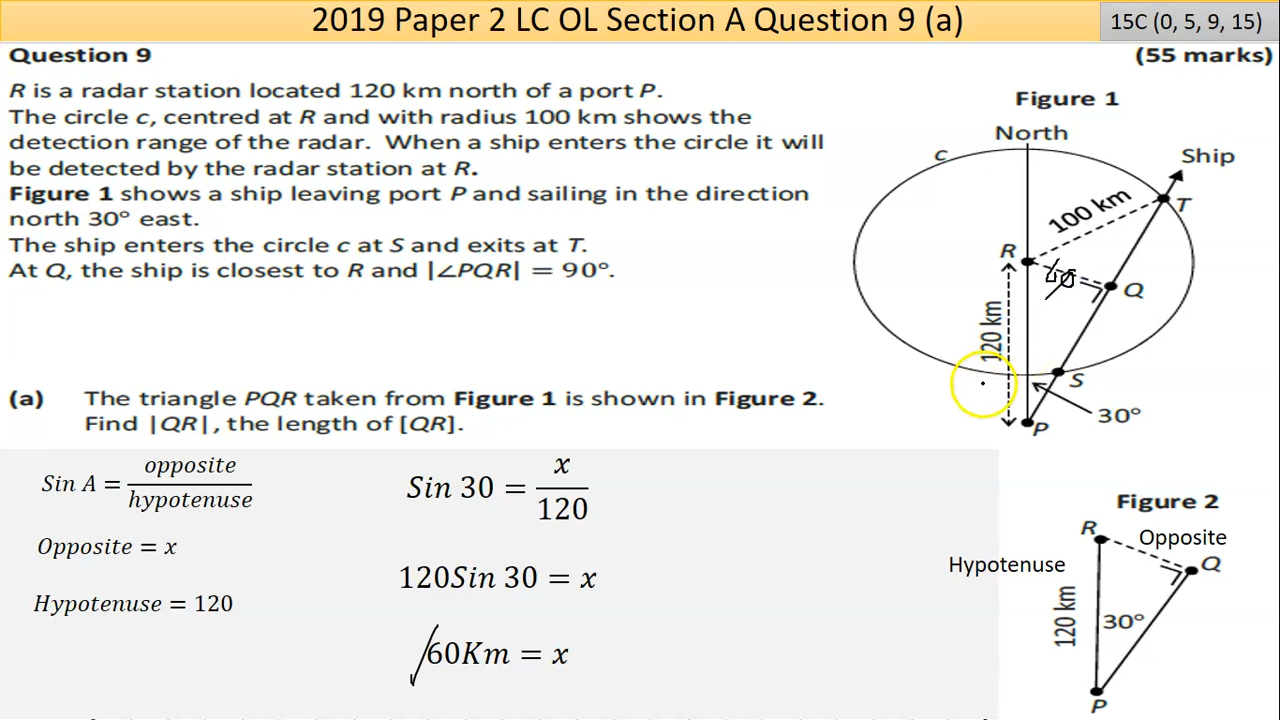 2019 Paper 2 LC OL Section A Question 9 (a)
15C (0, 5, 9, 15)
Question 9
(55 marks)
R is a radar station located 120 km north of a port P.
The circle c, centred at R and with radius 100 km shows the
detection range of the radar. When a ship enters the circle it will
be detected by the radar station at R.
Figure 1 shows a ship leaving port P and sailing in the direction
north 30° east.
The ship enters the circle c at S and exits at T.
At Q, the ship is closest to R and |∠PQR| = 90°.
Figure 1
North
c
Ship
T
100 km
R
Q
120 km
S
30°
P
(a) The triangle PQR taken from Figure 1 is shown in Figure 2.
Find |QR|, the length of [QR].
Sin A = opposite / hypotenuse
Opposite = x
Hypotenuse = 120
Sin 30 = x / 120
120Sin 30 = x
60Km = x
Figure 2
R
Opposite
Q
Hypotenuse
120 km
30°
P